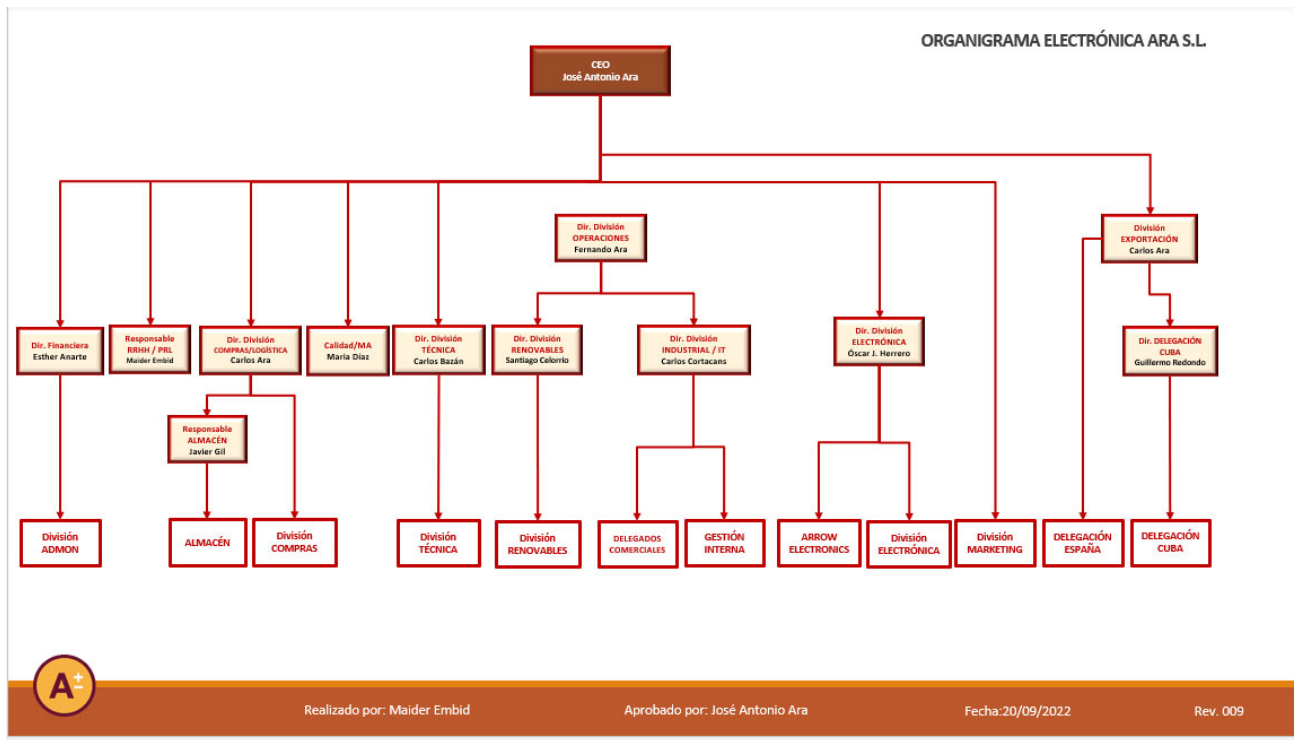 ORGANIGRAMA ELECTRÓNICA ARA S.L.
CEO
José Antonio Ara
Dir. División
OPERACIONES
Fernando Ara
División
EXPORTACIÓN
Carlos Ara
Dir. Financiera
Esther Anarte
Responsable
RRHH / PRL
Maider Embid
Dir. División
COMPRAS/LOGÍSTICA
Carlos Ara
Calidad/MA
Maria Díaz
Dir. División
TÉCNICA
Carlos Bazán
Dir. División
RENOVABLES
Santiago Celorrio
Dir. División
INDUSTRIAL / IT
Carlos Cortacans
Dir. División
ELECTRÓNICA
Óscar J. Herrero
Dir. DELEGACIÓN
CUBA
Guillermo Redondo
Responsable
ALMACÉN
Javier Gil
División
ADMON
ALMACÉN
División
COMPRAS
División
TÉCNICA
División
RENOVABLES
DELEGADOS
COMERCIALES
GESTIÓN
INTERNA
ARROW
ELECTRONICS
División
ELECTRÓNICA
División
MARKETING
DELEGACIÓN
ESPAÑA
DELEGACIÓN
CUBA
A±
Realizado por: Maider Embid
Aprobado por: José Antonio Ara
Fecha:20/09/2022
Rev. 009